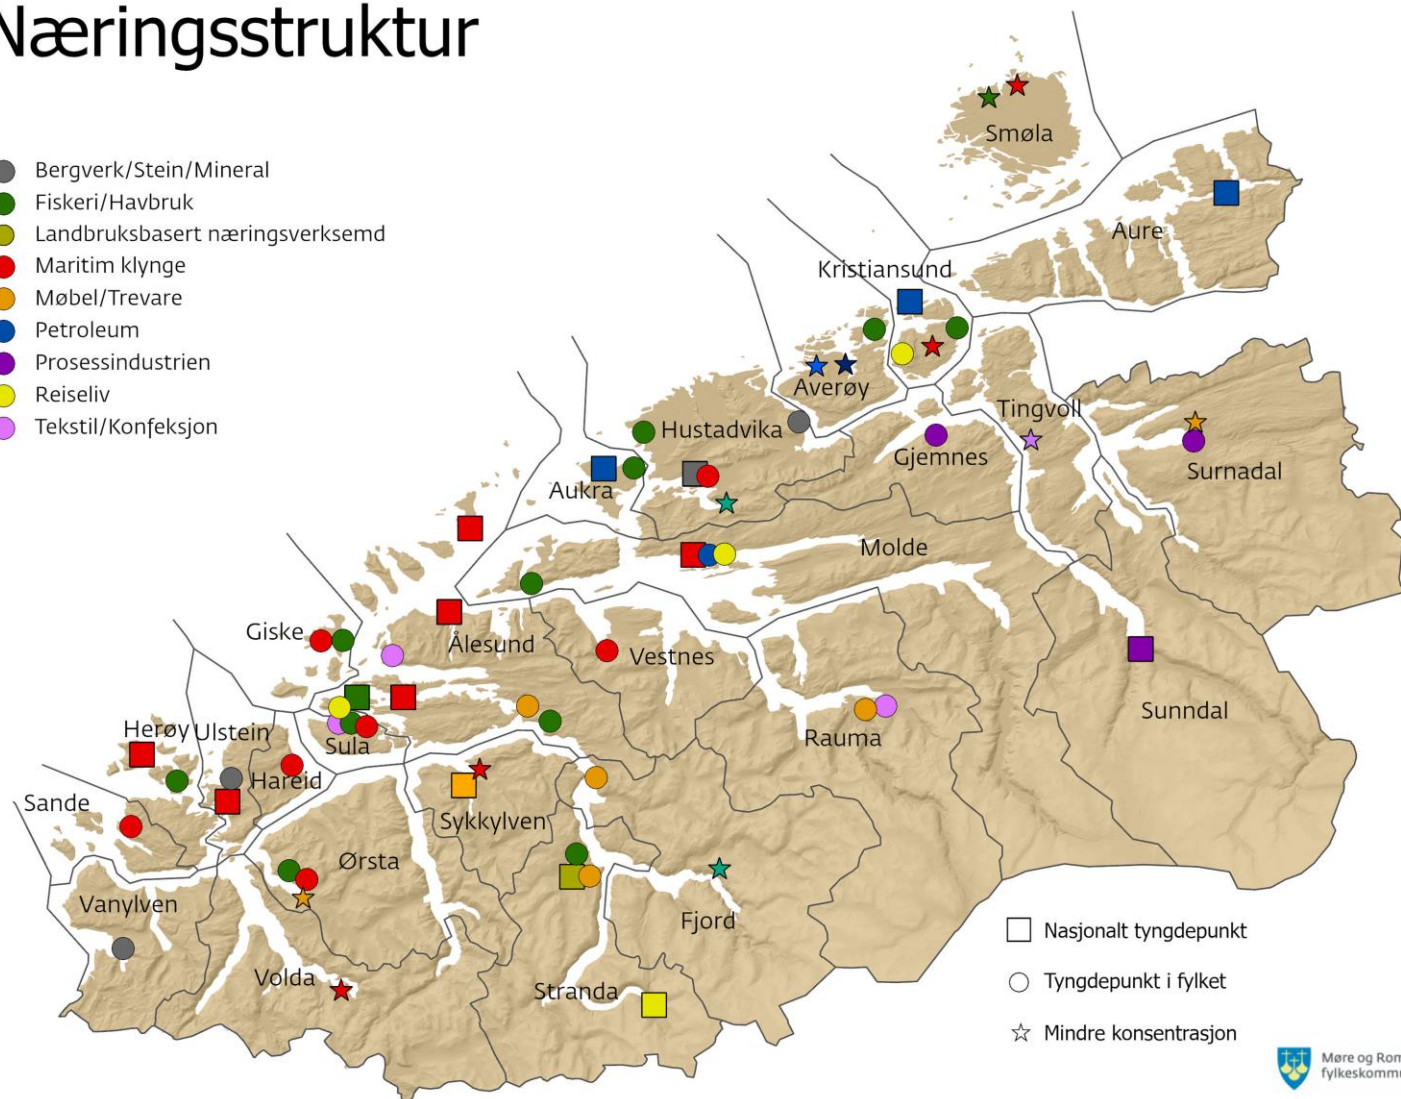 Næringsstruktur
Bergverk/Stein/Mineral
Fiskeri/Havbruk
Landbruksbasert næringsverksemd
Maritim klynge
Møbel/Trevare
Petroleum
Prosessindustrien
Reiseliv
Tekstil/Konfeksjon
Smøla
Aure
Kristiansund
Averøy
Tingvoll
Hustadvika
Gjemnes
Surnadal
Aukra
Molde
Giske
Ålesund
Vestnes
Sunndal
Herøy
Ulstein
Sula
Rauma
Hareid
Sande
Sykkylven
Ørsta
Vanylven
Fjord
Volda
Stranda
Nasjonalt tyngdepunkt
Tyngdepunkt i fylket
Mindre konsentrasjon
Møre og Rom
fylkeskommu